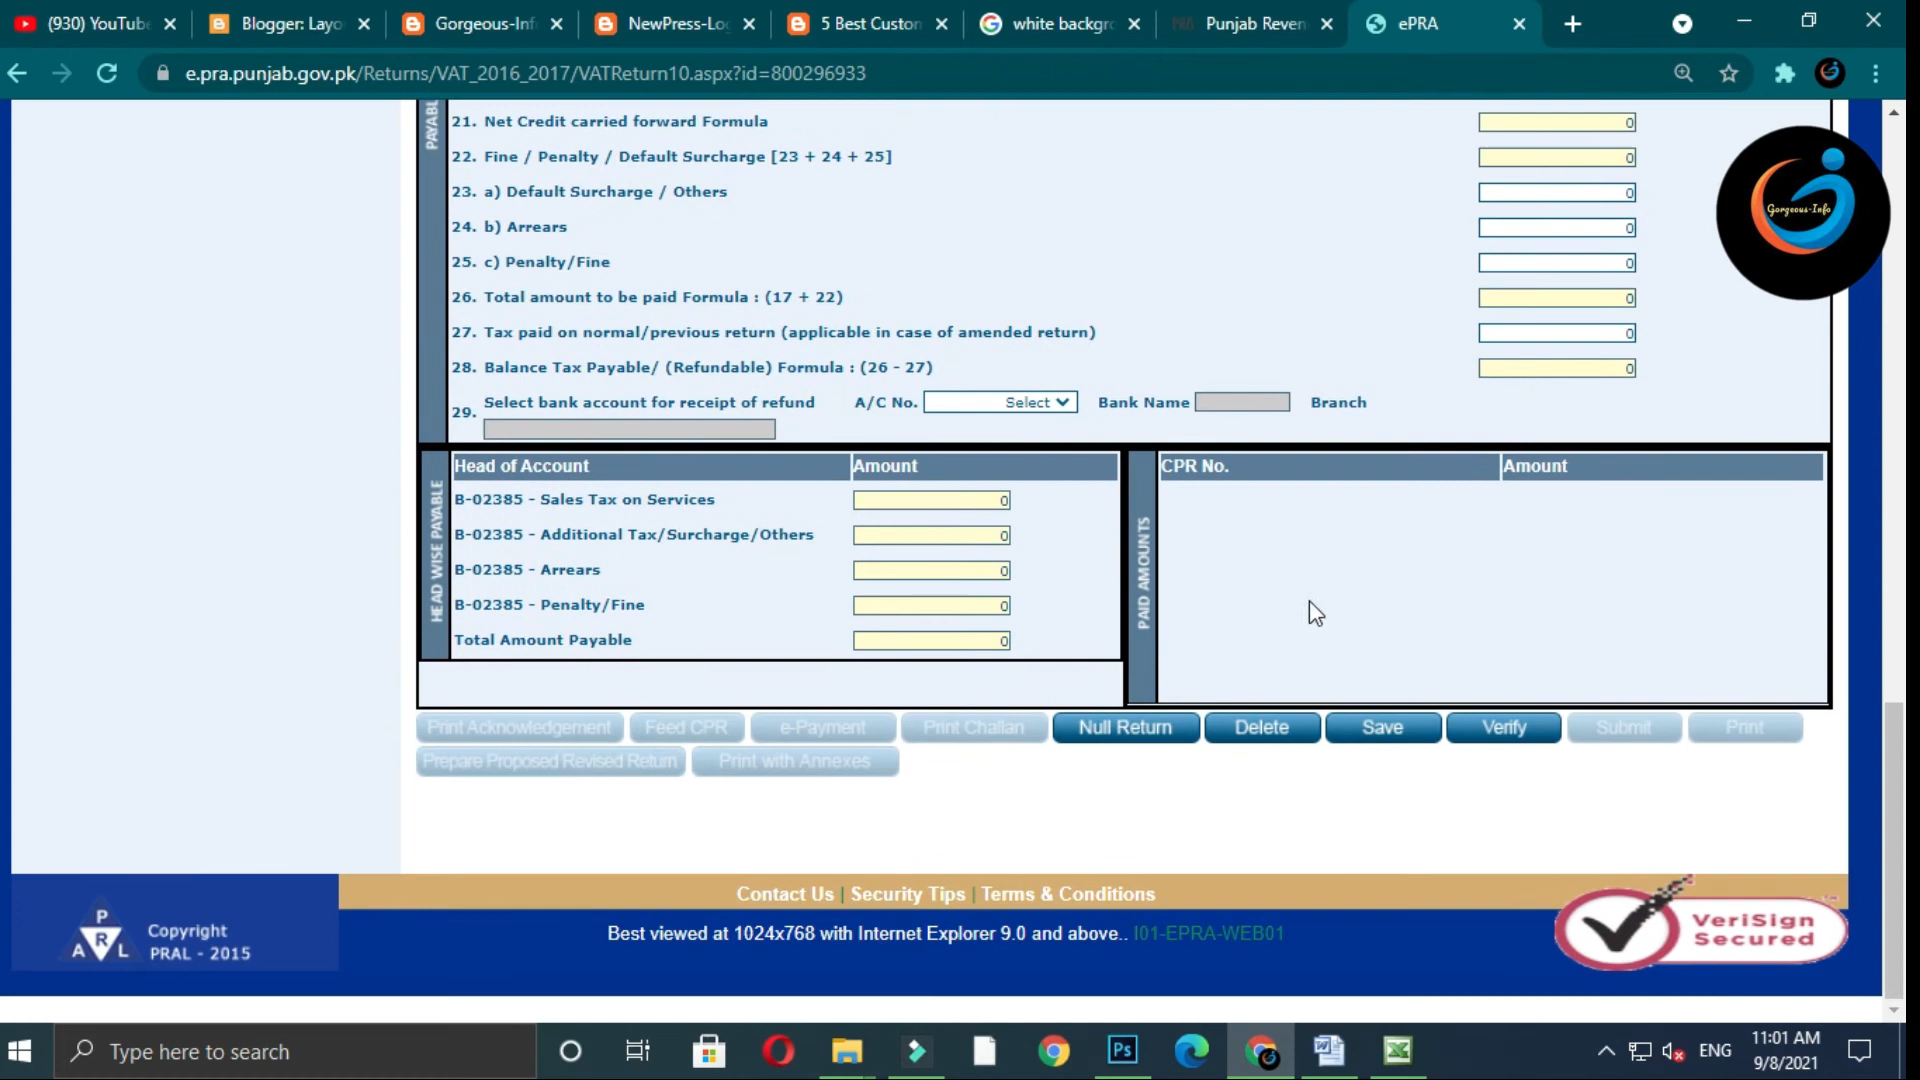 (930) YouTube
Blogger: Layo
Gorgeous-Inf
NewPress-Lo
5 Best Custom
white backgr
Punjab Reven
ePRA
e.pra.punjab.gov.pk/Returns/VAT_2016_2017/VATReturn10.aspx?id=800296933
PAYABL
21. Net Credit carried forward Formula 0
22. Fine / Penalty / Default Surcharge [23 + 24 + 25] 0
23. a) Default Surcharge / Others 0
24. b) Arrears 0
25. c) Penalty/Fine 0
26. Total amount to be paid Formula : (17 + 22) 0
27. Tax paid on normal/previous return (applicable in case of amended return) 0
28. Balance Tax Payable/ (Refundable) Formula : (26 - 27) 0
29. Select bank account for receipt of refund A/C No. Select Bank Name Branch
Gorgeous-Info
HEAD WISE PAYABLE
Head of Account Amount
B-02385 - Sales Tax on Services 0
B-02385 - Additional Tax/Surcharge/Others 0
B-02385 - Arrears 0
B-02385 - Penalty/Fine 0
Total Amount Payable 0
PAID AMOUNTS
CPR No. Amount
Print Acknowledgement Feed CPR e-Payment Print Challan Null Return Delete Save Verify Submit Print
Prepare Proposed Revised Return Print with Annexes
Contact Us | Security Tips | Terms & Conditions
Best viewed at 1024x768 with Internet Explorer 9.0 and above.. I01-EPRA-WEB01
P
A R L
Copyright
PRAL - 2015
VeriSign
Secured
Type here to search
Ps
ENG
11:01 AM
9/8/2021